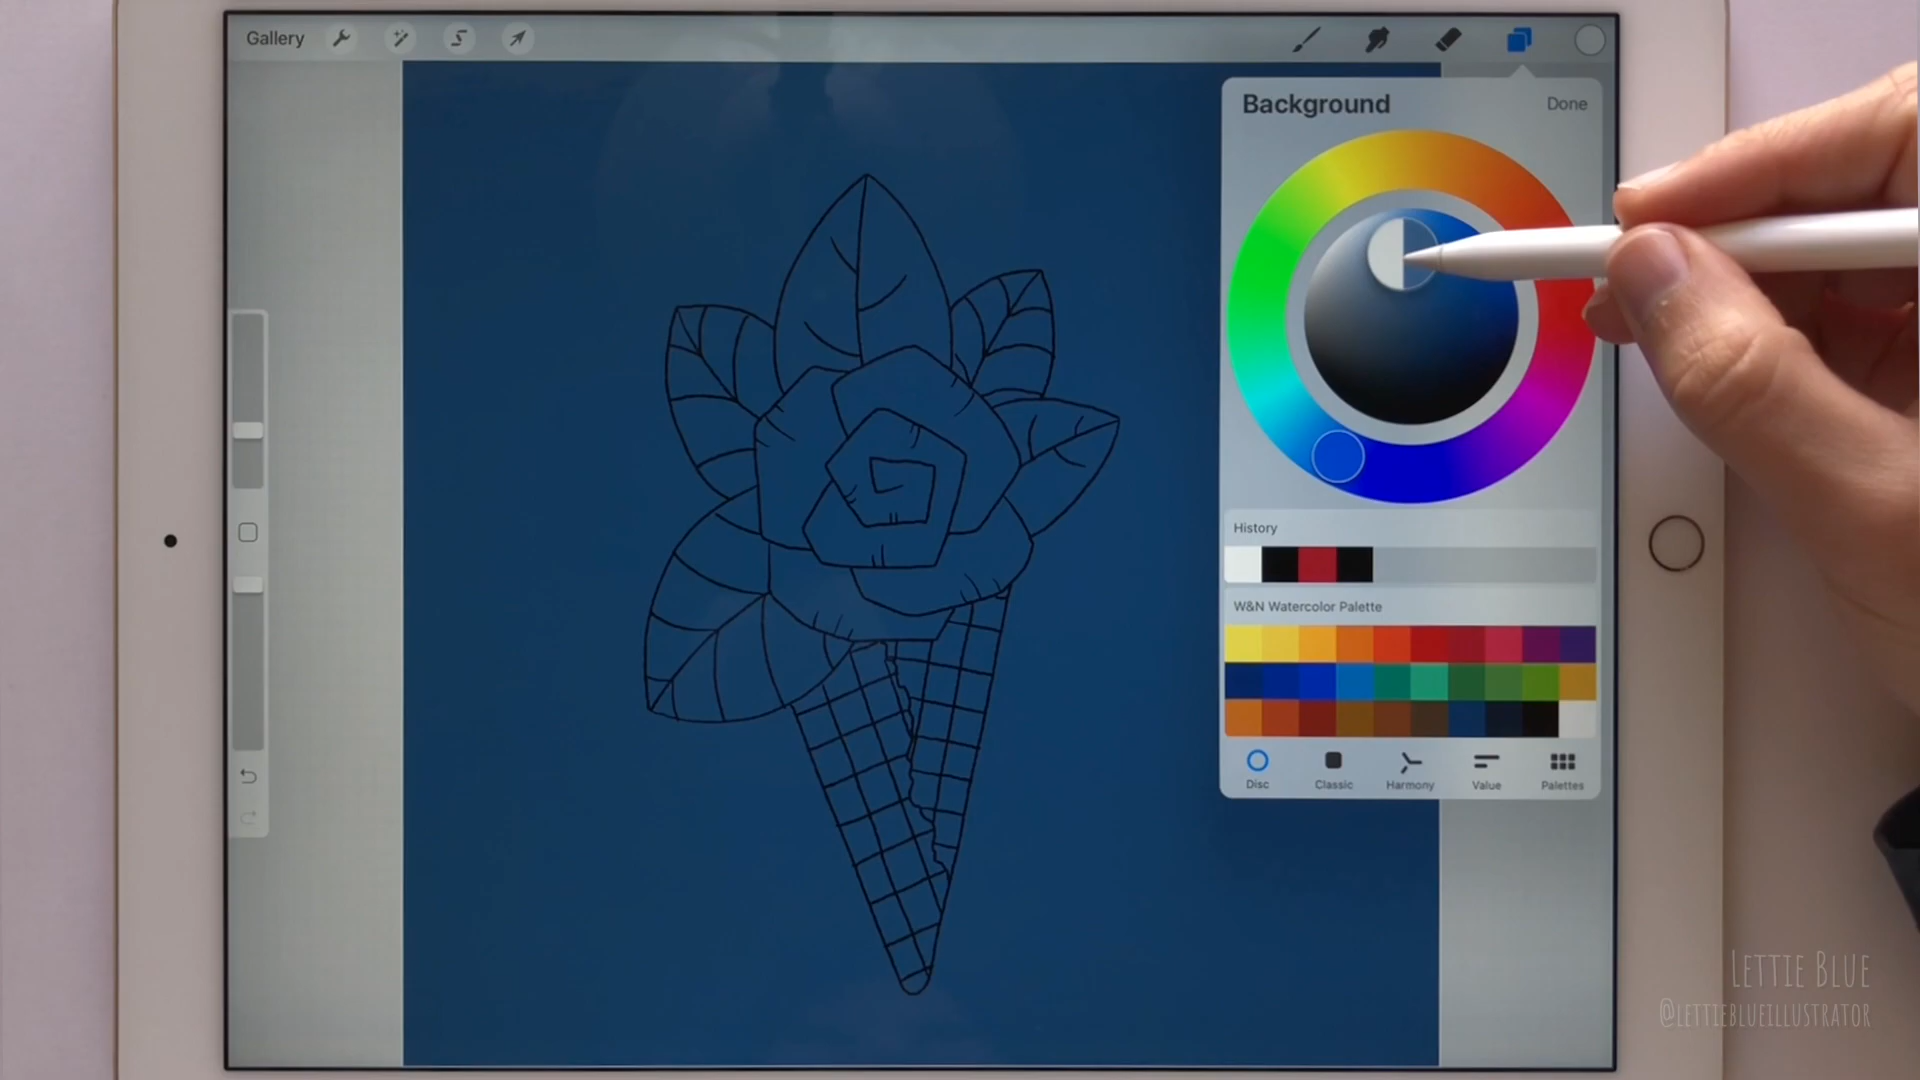 Gallery
Background
Done
History
W&N Watercolor Palette
Disc
Classic
Harmony
Value
Palettes
Lettie Blue
@lettieblueillustrator